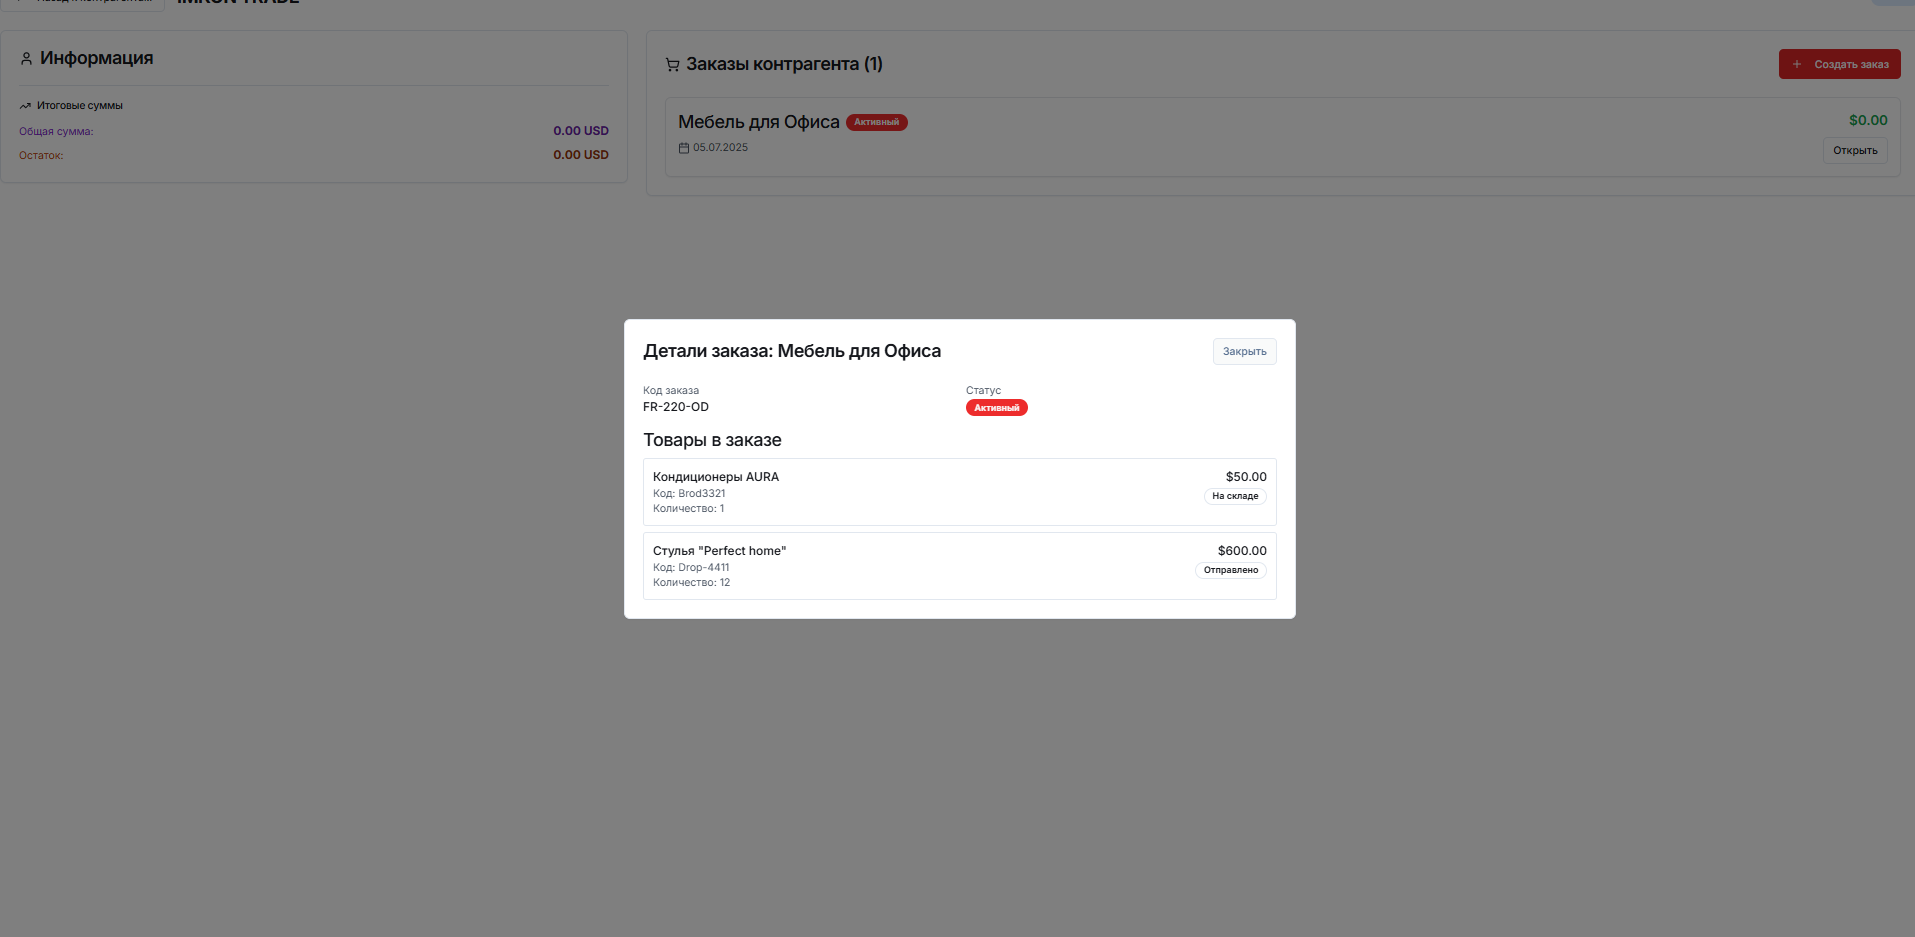 IMRON TRADE
Информация
Итоговые суммы
Общая сумма: 0.00 USD
Остаток: 0.00 USD
Заказы контрагента (1)
Создать заказ
Мебель для Офиса Активный
$0.00
05.07.2025
Открыть
Детали заказа: Мебель для Офиса
Закрыть
Код заказа
FR-220-OD
Статус
Активный
Товары в заказе
Кондиционеры AURA
Код: Brod3321
Количество: 1
$50.00
На складе
Стулья "Perfect home"
Код: Drop-4411
Количество: 12
$600.00
Отправлено